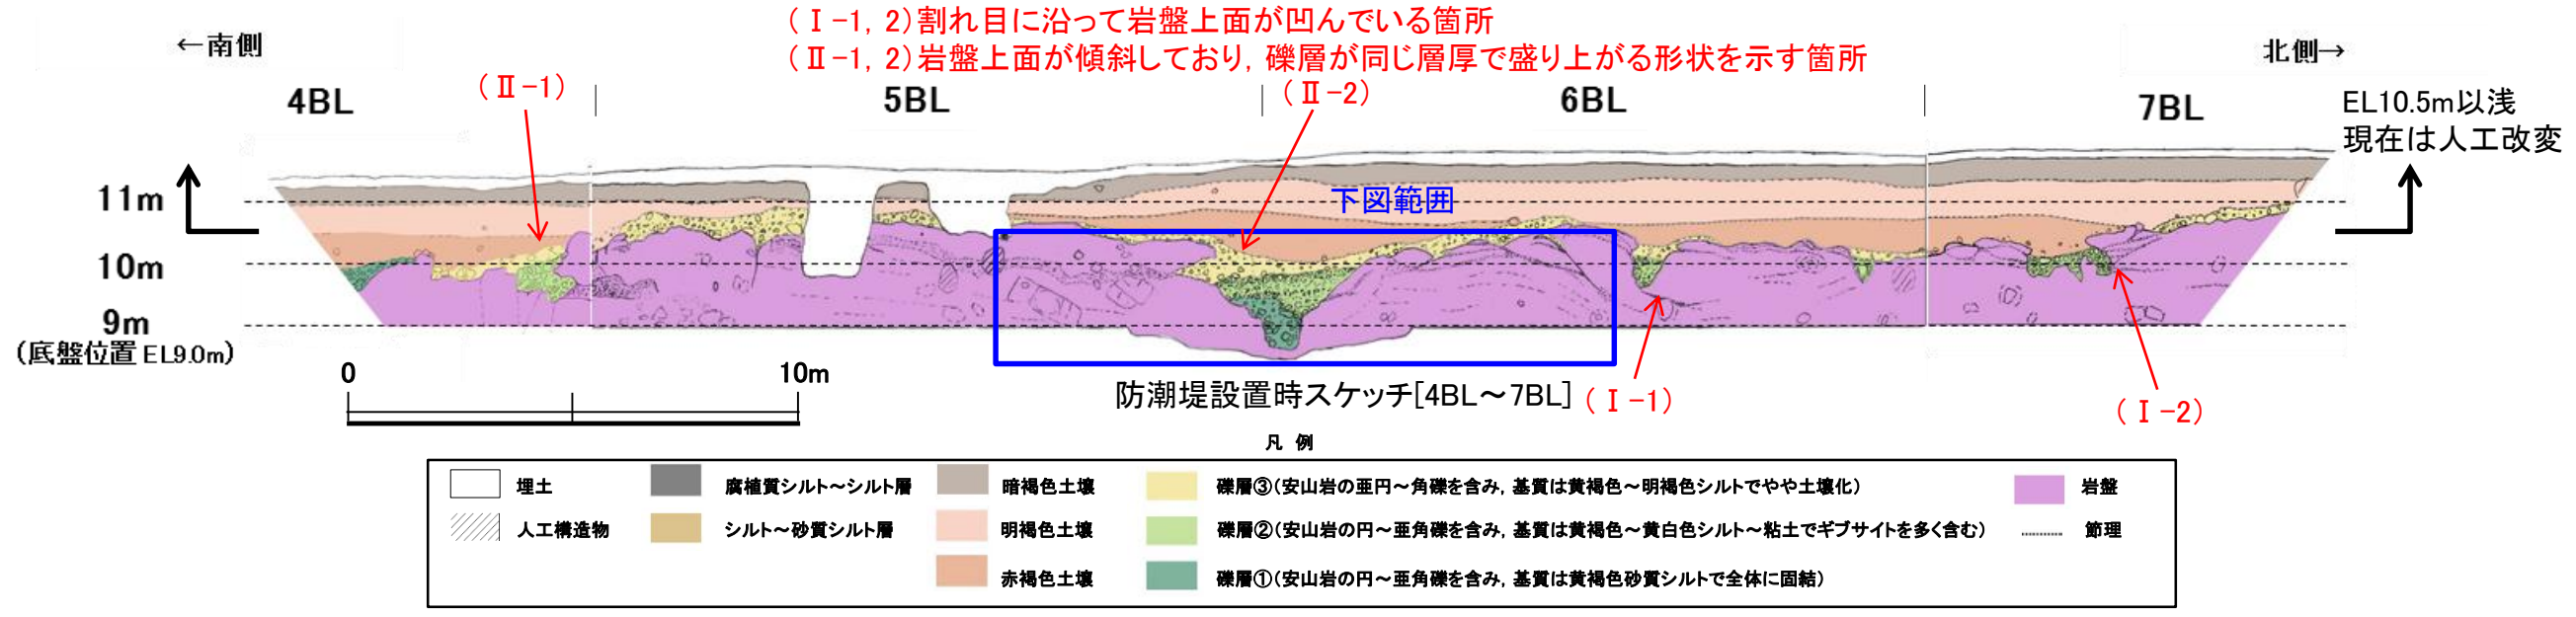 (Ⅰ-1, 2)割れ目に沿って岩盤上面が凹んでいる箇所
(Ⅱ-1, 2)岩盤上面が傾斜しており, 礫層が同じ層厚で盛り上がる形状を示す箇所
←南側
北側→
(Ⅱ-1)
(Ⅱ-2)
4BL
5BL
6BL
7BL
EL10.5m以浅
現在は人工改変
11m
下図範囲
10m
9m
(底盤位置 EL9.0m)
0
10m
防潮堤設置時スケッチ[4BL～7BL]
(Ⅰ-1)
(Ⅰ-2)
凡 例
埋土
腐植質シルト～シルト層
暗褐色土壌
礫層③(安山岩の亜円～角礫を含み, 基質は黄褐色～明褐色シルトでやや土壌化)
岩盤
人工構造物
シルト～砂質シルト層
明褐色土壌
礫層②(安山岩の円～亜角礫を含み, 基質は黄褐色～黄白色シルト～粘土でギブサイトを多く含む)
節理
赤褐色土壌
礫層①(安山岩の円～亜角礫を含み, 基質は黄褐色砂質シルトで全体に固結)